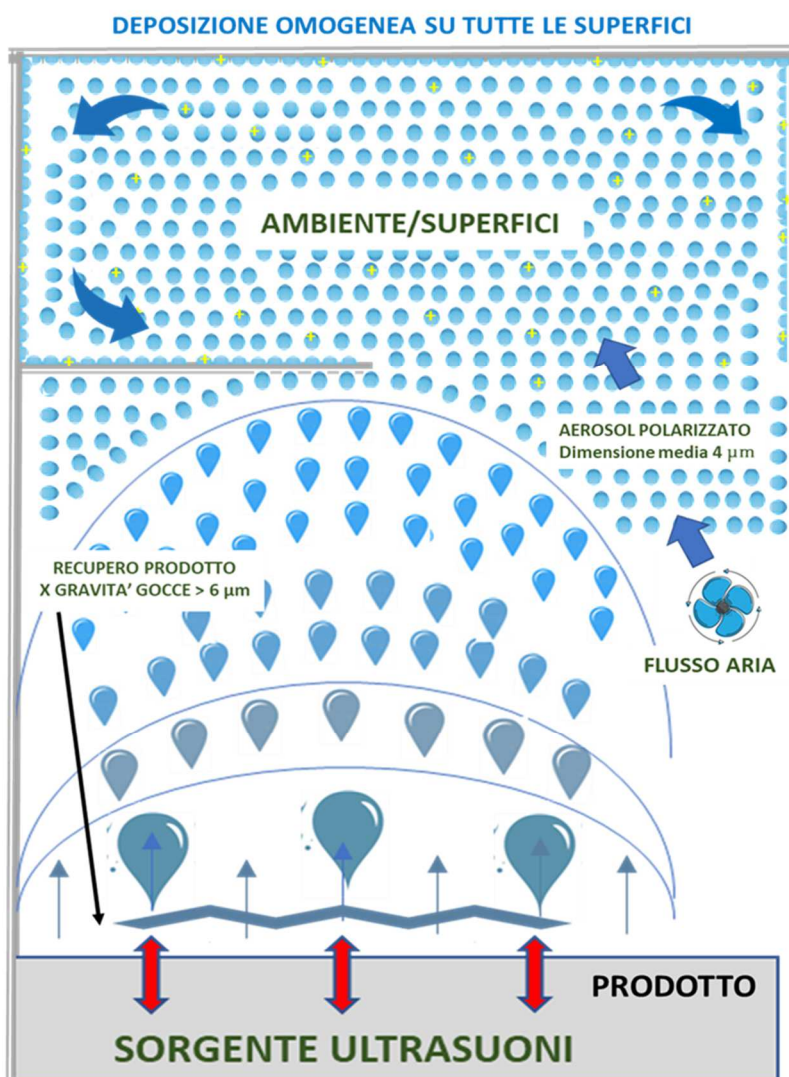 DEPOSIZIONE OMOGENEA SU TUTTE LE SUPERFICI
AMBIENTE/SUPERFICI
AEROSOL POLARIZZATO
Dimensione media 4 μm
RECUPERO PRODOTTO
X GRAVITA' GOCCE > 6 μm
FLUSSO ARIA
PRODOTTO
SORGENTE ULTRASUONI